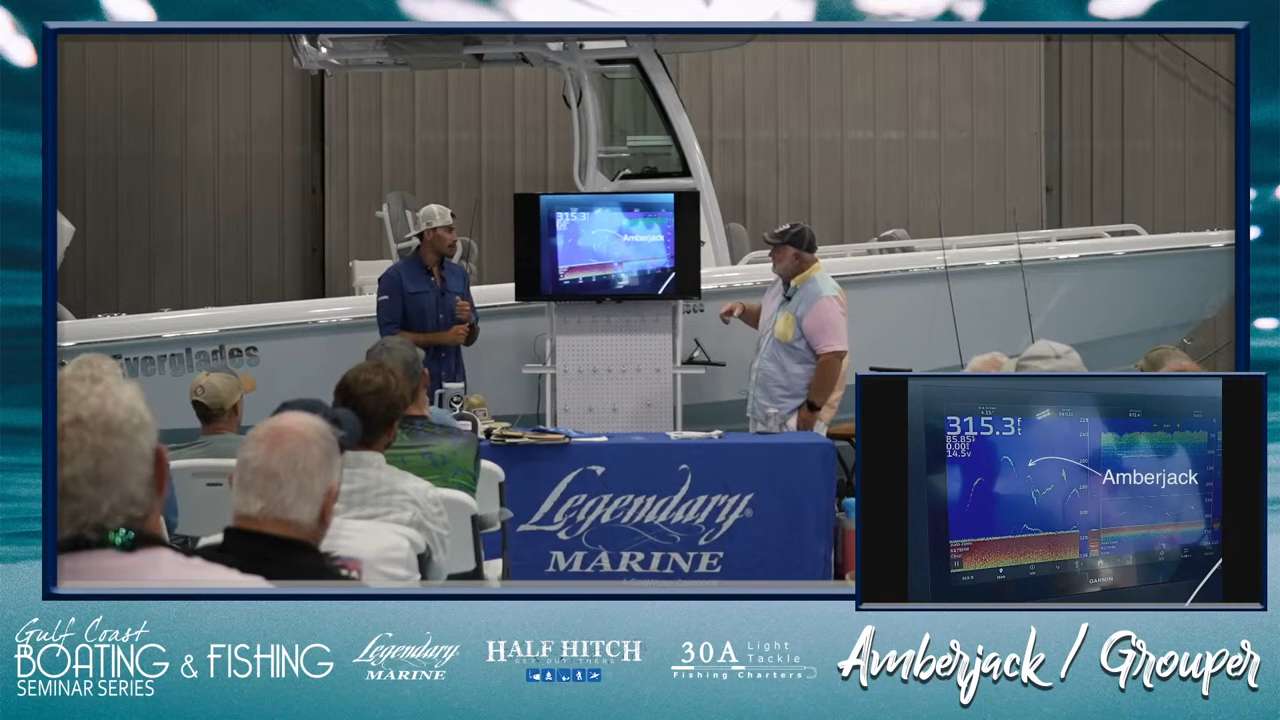 315.3
Amberjack
Everglades
Legendary
MARINE
315.3 ft
85.85
0.00
14.5v
Amberjack
GARMIN
Gulf Coast
BOATING & FISHING
SEMINAR SERIES
Legendary
MARINE
HALF HITCH
GET OUT THERE
30A Light
Tackle
Fishing Charters
Amberjack / Grouper